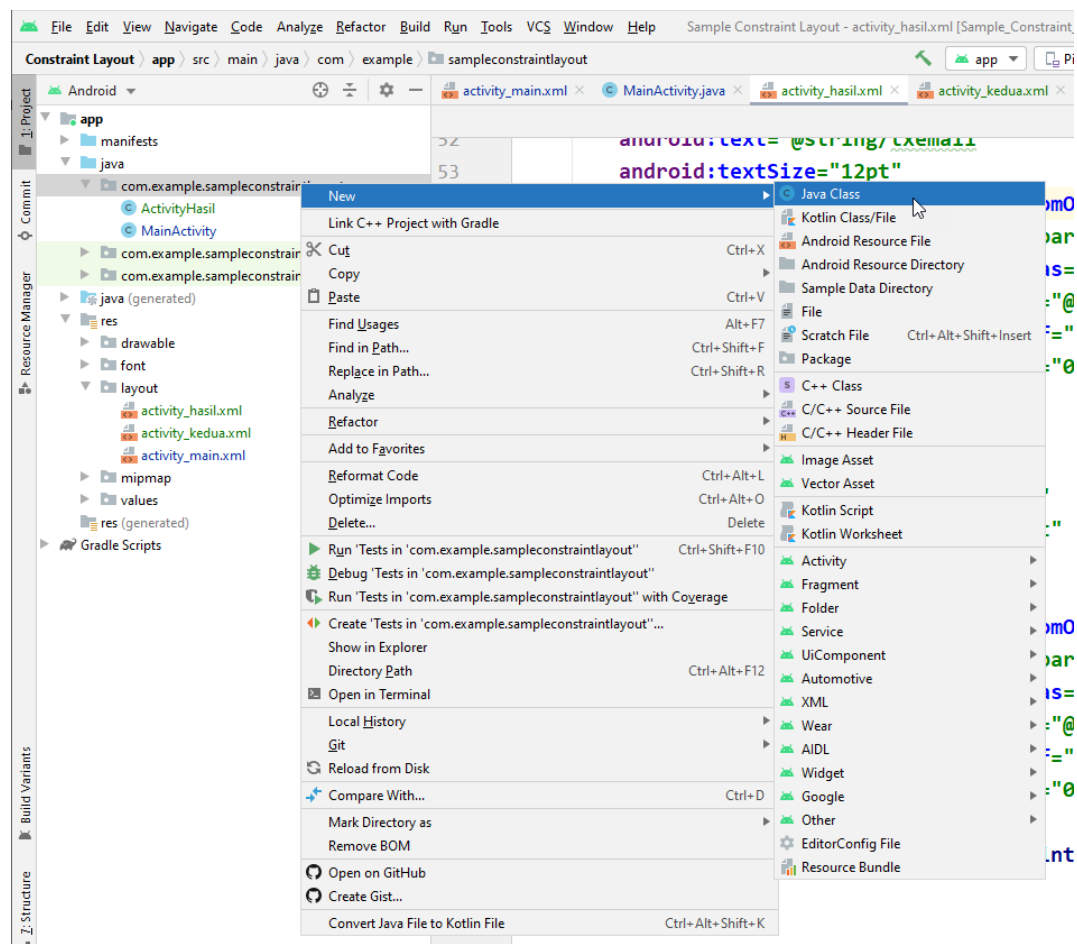 File Edit View Navigate Code Analyze Refactor Build Run Tools VCS Window Help Sample Constraint Layout - activity_hasil.xml [Sample_Constraint_
Constraint Layout app src main java com example sampleconstraintlayout app Pi
1: Project
Android
activity_main.xml MainActivity.java activity_hasil.xml activity_kedua.xml
app
manifests
java
com.example.sampleconstraintlayout
ActivityHasil
MainActivity
com.example.sampleconstrain
com.example.sampleconstrain
java (generated)
res
drawable
font
layout
activity_hasil.xml
activity_kedua.xml
activity_main.xml
mipmap
values
res (generated)
Gradle Scripts
Commit
Resource Manager
Build Variants
Z: Structure
52 android:text="@string/txemail
53 android:textSize="12pt"
New
Link C++ Project with Gradle
Cut Ctrl+X
Copy
Paste Ctrl+V
Find Usages Alt+F7
Find in Path... Ctrl+Shift+F
Replace in Path... Ctrl+Shift+R
Analyze
Refactor
Add to Favorites
Reformat Code Ctrl+Alt+L
Optimize Imports Ctrl+Alt+O
Delete... Delete
Run 'Tests in 'com.example.sampleconstraintlayout'' Ctrl+Shift+F10
Debug 'Tests in 'com.example.sampleconstraintlayout''
Run 'Tests in 'com.example.sampleconstraintlayout'' with Coverage
Create 'Tests in 'com.example.sampleconstraintlayout''...
Show in Explorer
Directory Path Ctrl+Alt+F12
Open in Terminal
Local History
Git
Reload from Disk
Compare With... Ctrl+D
Mark Directory as
Remove BOM
Open on GitHub
Create Gist...
Convert Java File to Kotlin File Ctrl+Alt+Shift+K
Java Class
Kotlin Class/File
Android Resource File
Android Resource Directory
Sample Data Directory
File
Scratch File Ctrl+Alt+Shift+Insert
Package
C++ Class
C/C++ Source File
C/C++ Header File
Image Asset
Vector Asset
Kotlin Script
Kotlin Worksheet
Activity
Fragment
Folder
Service
UiComponent
Automotive
XML
Wear
AIDL
Widget
Google
Other
EditorConfig File
Resource Bundle
omO
par
as=
="@
f="
="0
"
="
omO
par
as=
="@
f="
="0
int